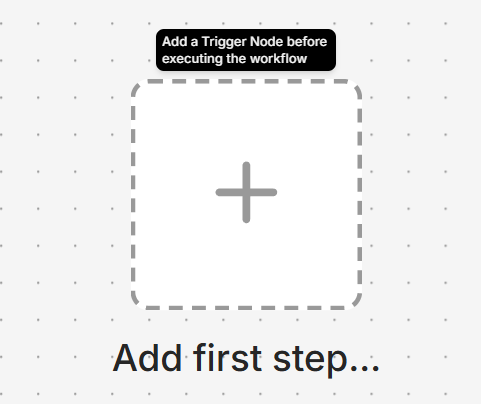 Add a Trigger Node before
executing the workflow
Add first step...